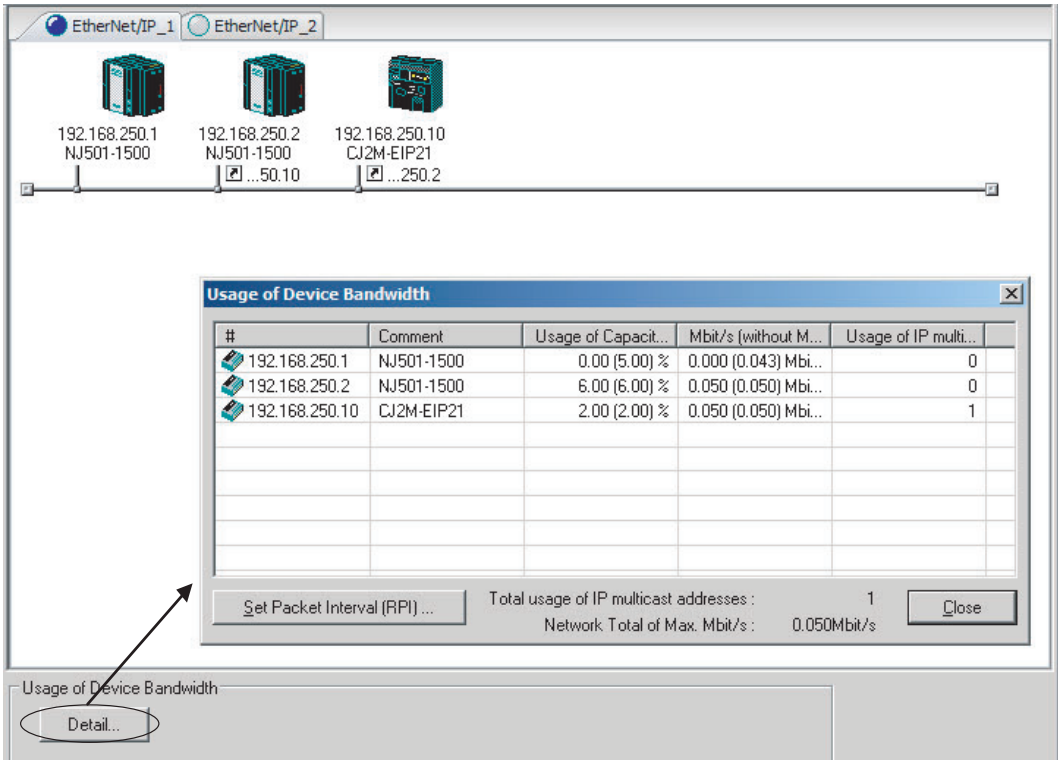 EtherNet/IP_1 EtherNet/IP_2
192.168.250.1 192.168.250.2 192.168.250.10
NJ501-1500 NJ501-1500 CJ2M-EIP21
...50.10 ...250.2
Usage of Device Bandwidth
# Comment Usage of Capacit... Mbit/s (without M... Usage of IP multi...
192.168.250.1 NJ501-1500 0.00 (5.00) % 0.000 (0.043) Mbi... 0
192.168.250.2 NJ501-1500 6.00 (6.00) % 0.050 (0.050) Mbi... 0
192.168.250.10 CJ2M-EIP21 2.00 (2.00) % 0.050 (0.050) Mbi... 1
Set Packet Interval (RPI) ... Total usage of IP multicast addresses : 1 Close
Network Total of Max. Mbit/s : 0.050Mbit/s
Usage of Device Bandwidth
Detail...